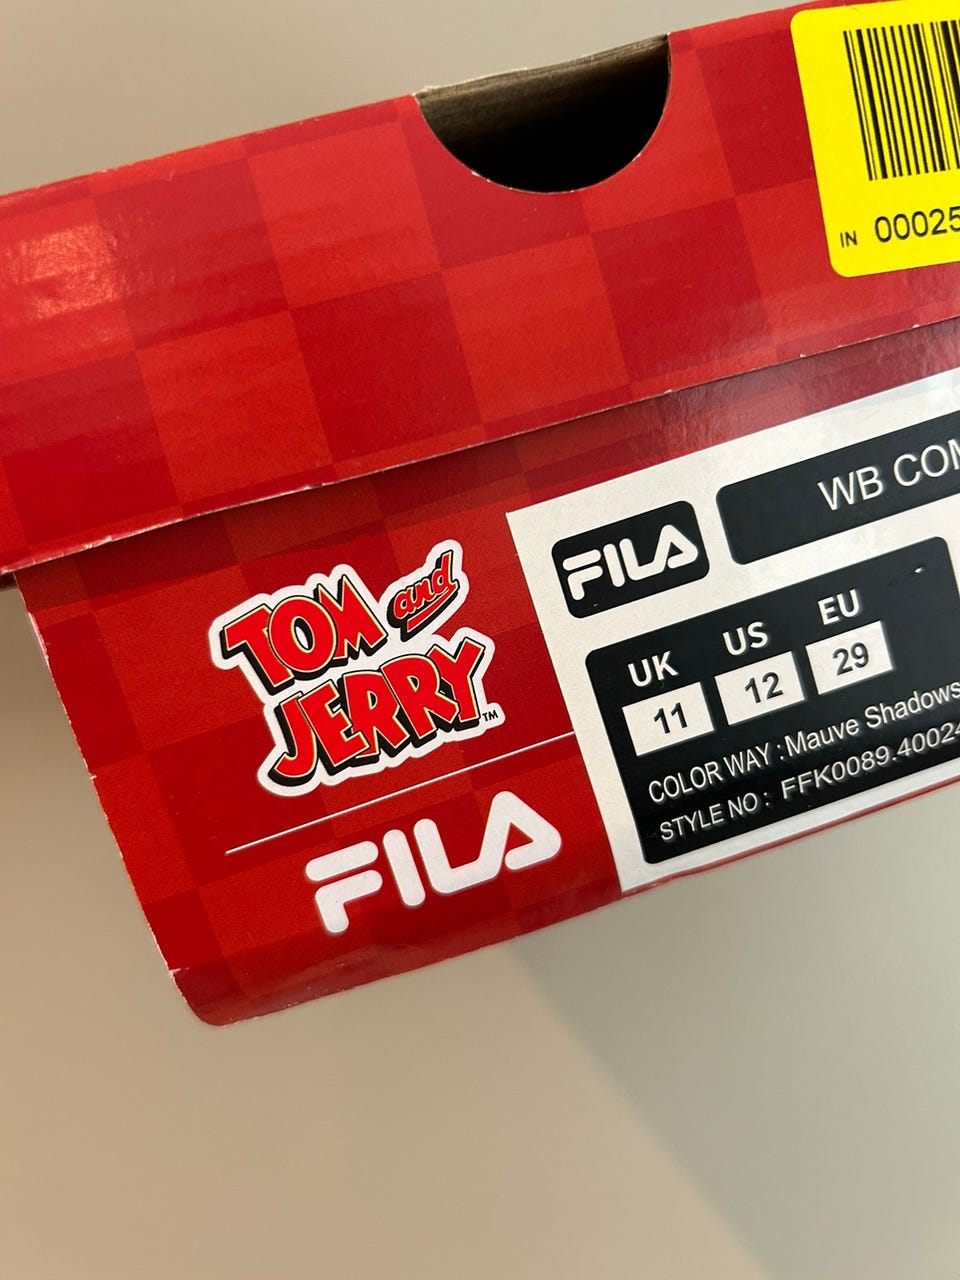 IN 00025
WB COM
FILA
UK US EU
11 12 29
COLOR WAY : Mauve Shadows
STYLE NO : FFK0089.40024
TOM and
JERRY™
FILA